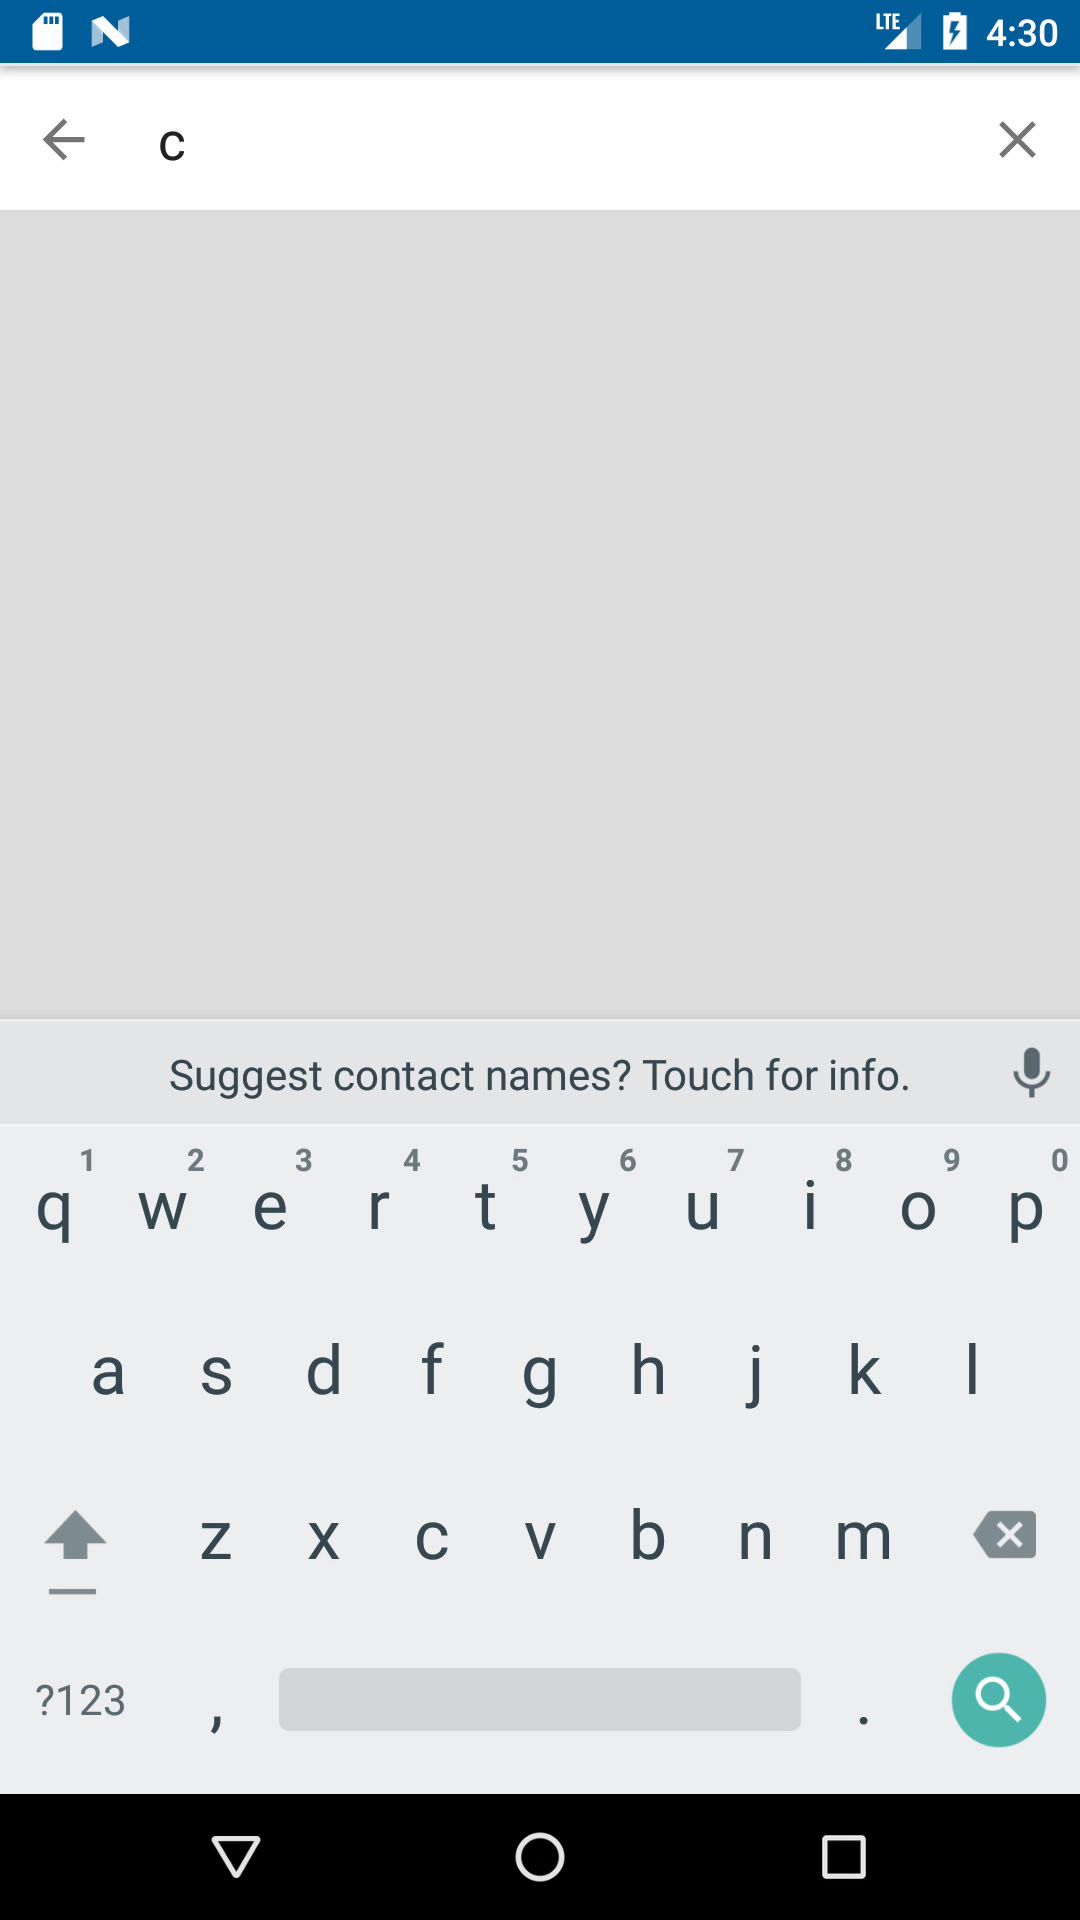 LTE 4:30
c
Suggest contact names? Touch for info.
1 2 3 4 5 6 7 8 9 0
q w e r t y u i o p
a s d f g h j k l
z x c v b n m
?123 , .